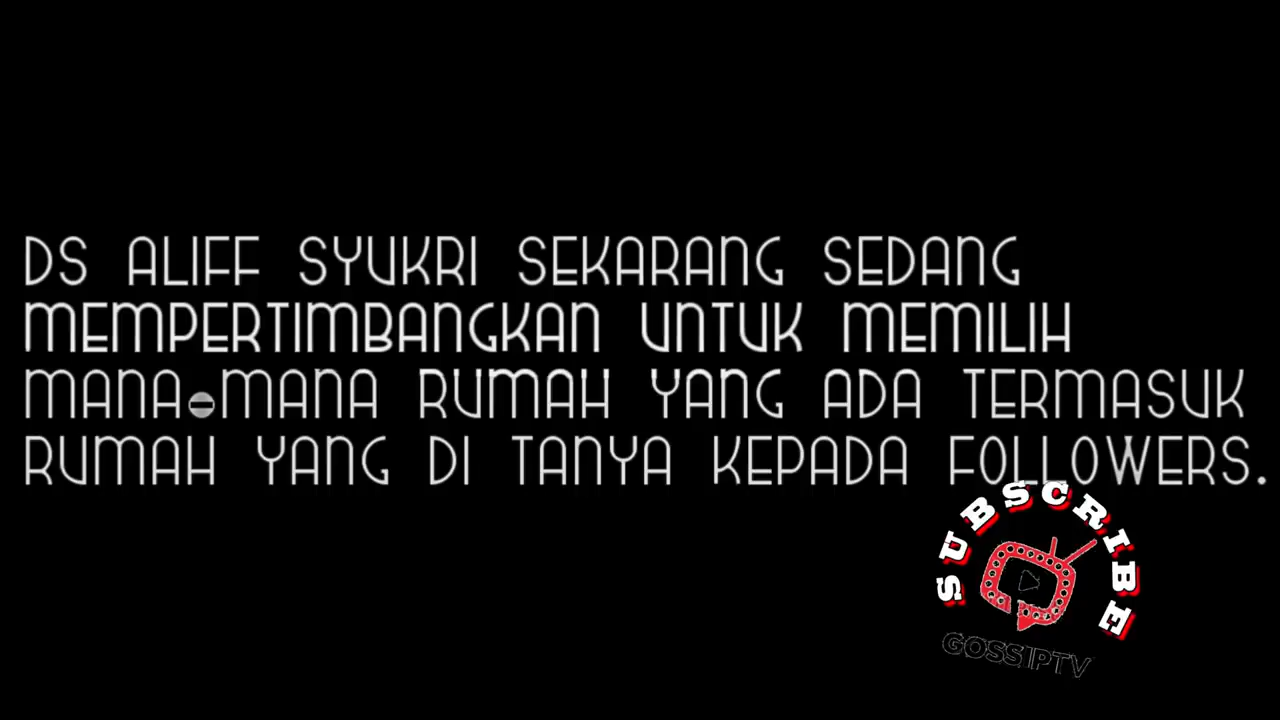 DS ALIFF SYUKRI SEKARANG SEDANG
MEMPERTIMBANGKAN UNTUK MEMILIH
MANA-MANA RUMAH YANG ADA TERMASUK
RUMAH YANG DI TANYA KEPADA FOLLOWERS.
SUBSCRIBE
GOSSIPTV